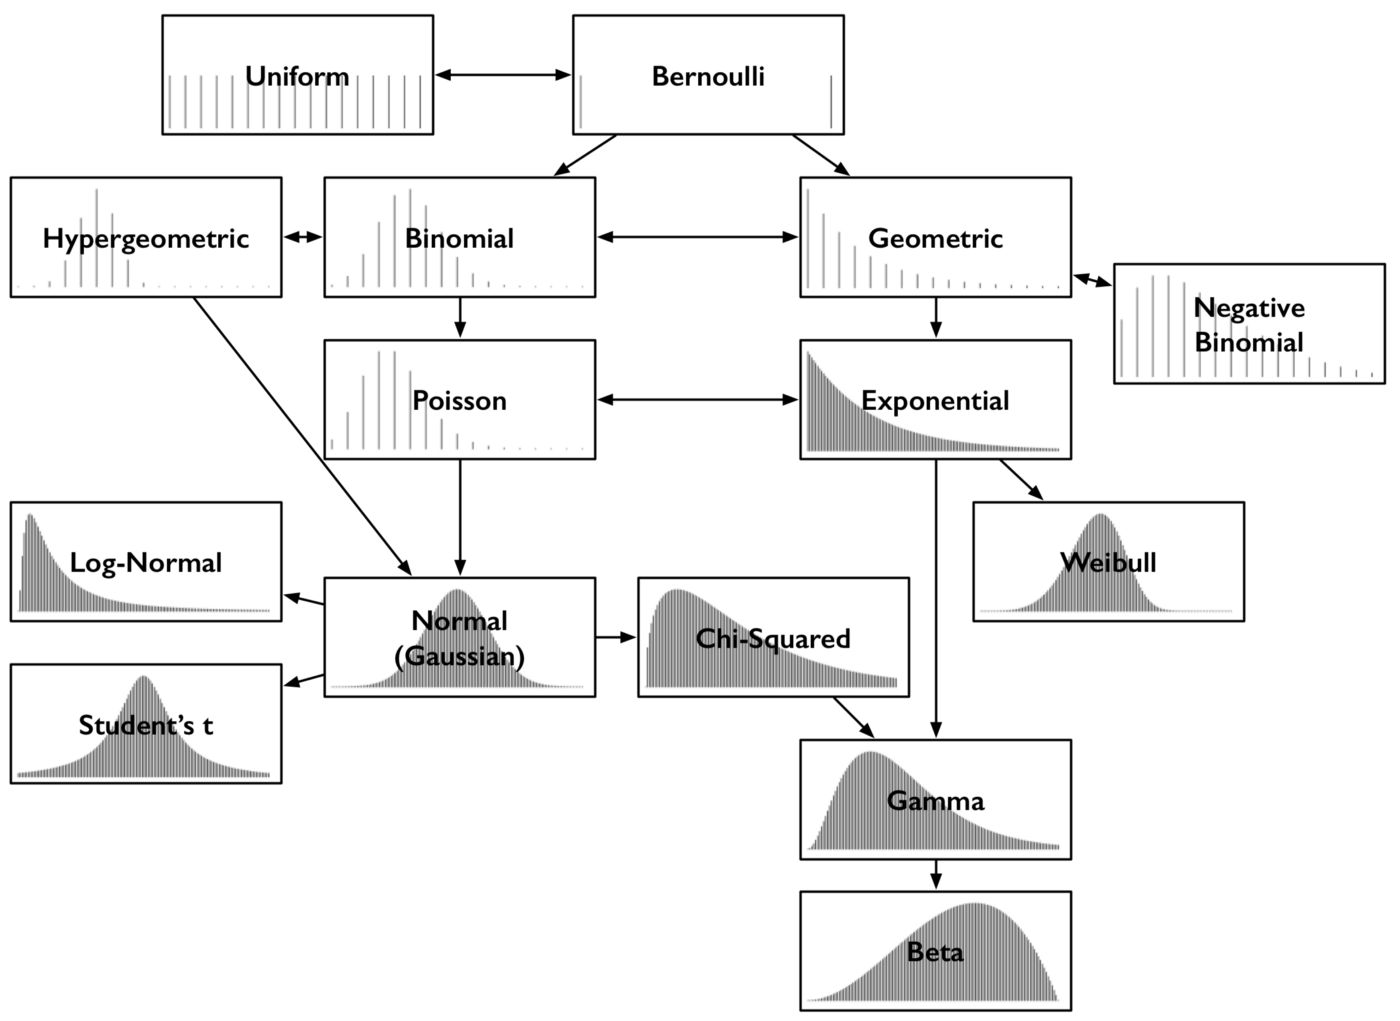 Uniform
Bernoulli
Hypergeometric
Binomial
Geometric
Negative
Binomial
Poisson
Exponential
Log-Normal
Weibull
Normal
(Gaussian)
Chi-Squared
Student’s t
Gamma
Beta